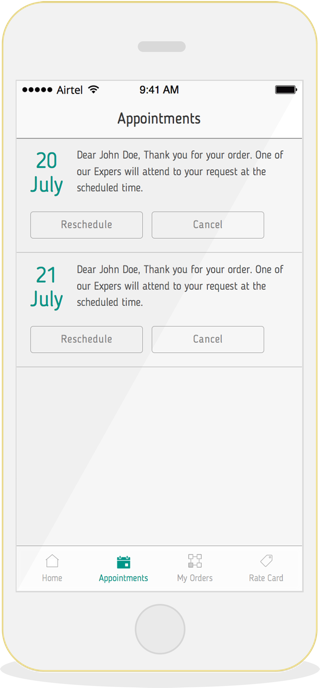 Airtel 9:41 AM
Appointments
20
July
Dear John Doe, Thank you for your order. One of
our Expers will attend to your request at the
scheduled time.
Reschedule Cancel
21
July
Dear John Doe, Thank you for your order. One of
our Expers will attend to your request at the
scheduled time.
Reschedule Cancel
Home Appointments My Orders Rate Card